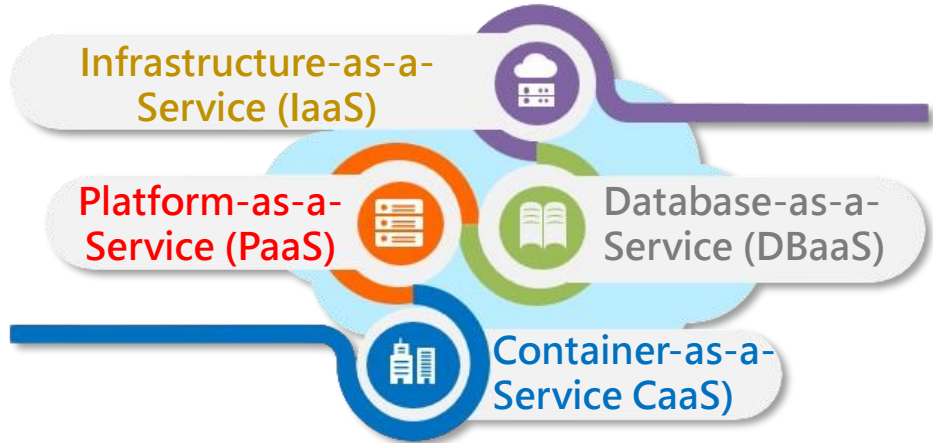 Infrastructure-as-a-
Service (IaaS)
Platform-as-a-
Service (PaaS)
Database-as-a-
Service (DBaaS)
Container-as-a-
Service CaaS)